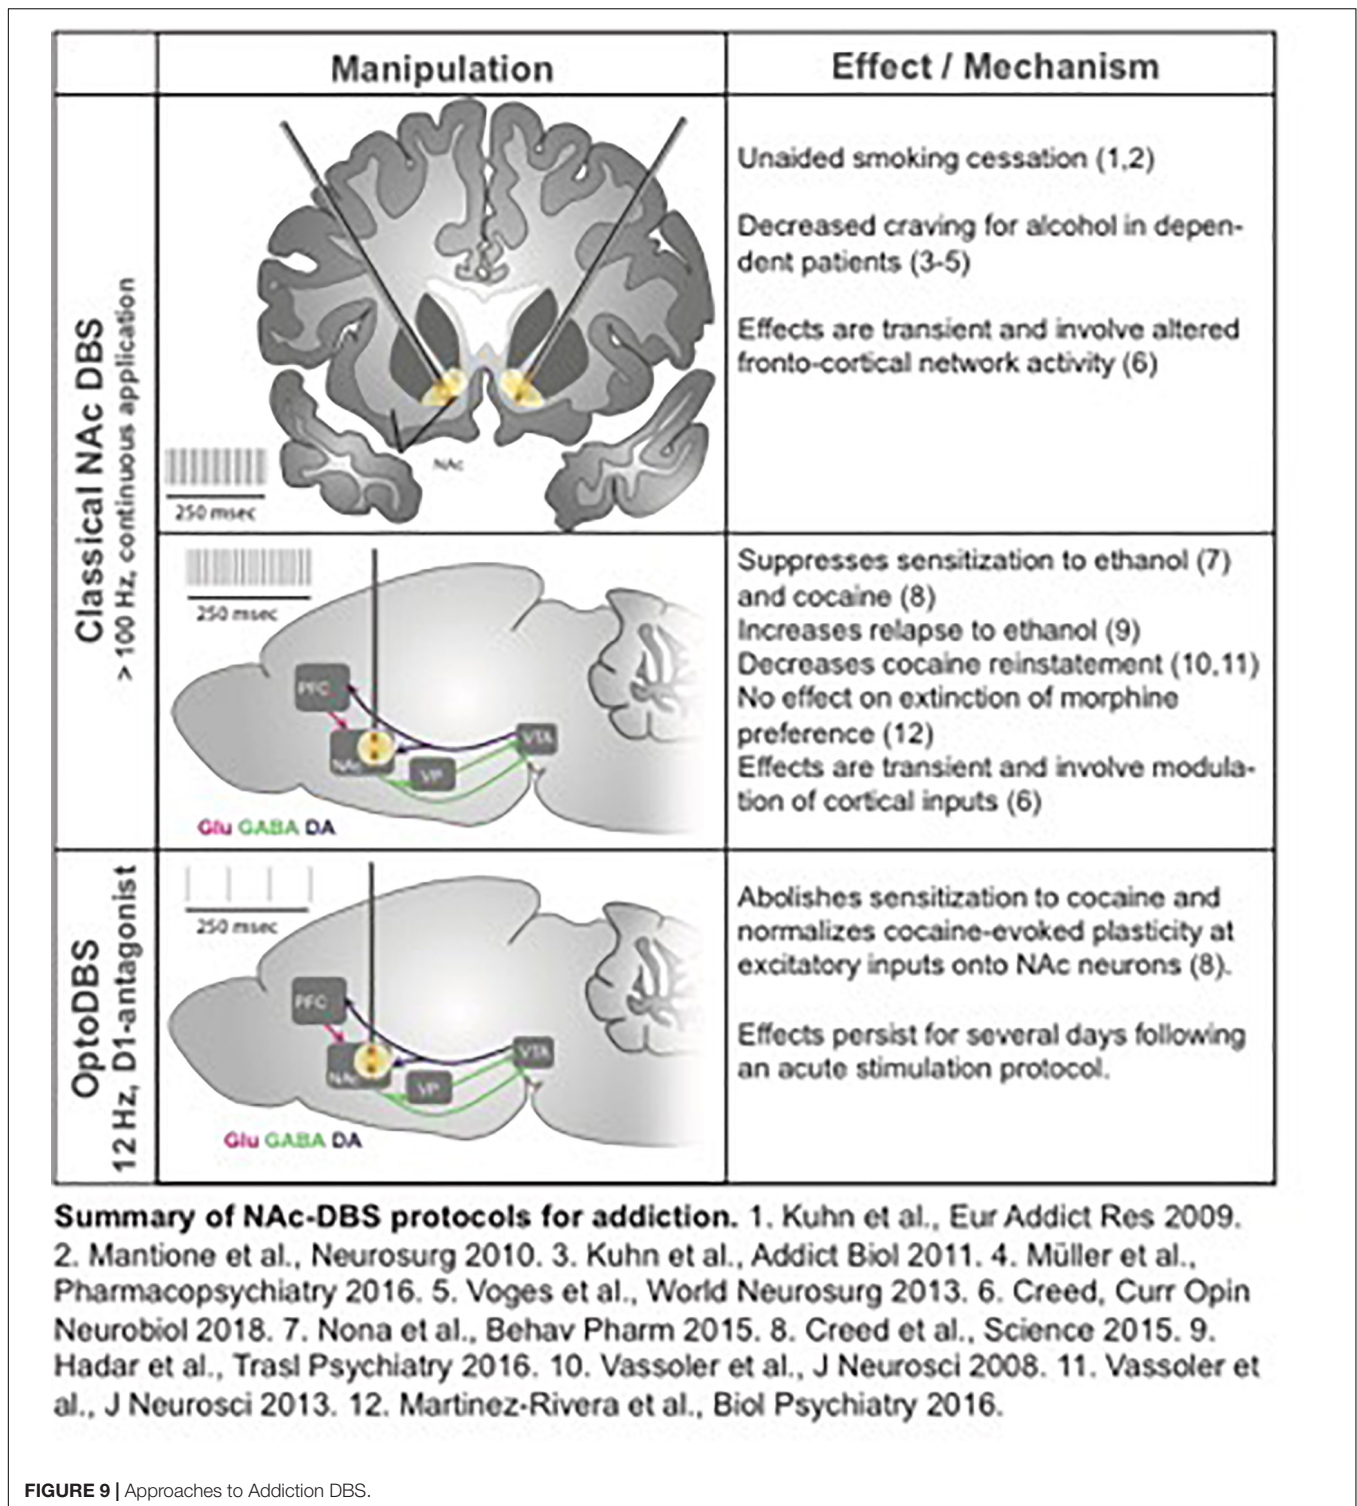 Manipulation
Effect / Mechanism
Classical NAc DBS
> 100 Hz, continuous application
NAc
250 msec
Unaided smoking cessation (1,2)
Decreased craving for alcohol in depen-
dent patients (3-5)
Effects are transient and involve altered
fronto-cortical network activity (6)
250 msec
PFC
NAc
VP
VTA
Glu GABA DA
Suppresses sensitization to ethanol (7)
and cocaine (8)
Increases relapse to ethanol (9)
Decreases cocaine reinstatement (10,11)
No effect on extinction of morphine
preference (12)
Effects are transient and involve modula-
tion of cortical inputs (6)
OptoDBS
12 Hz, D1-antagonist
250 msec
PFC
NAc
VP
VTA
Glu GABA DA
Abolishes sensitization to cocaine and
normalizes cocaine-evoked plasticity at
excitatory inputs onto NAc neurons (8).
Effects persist for several days following
an acute stimulation protocol.
Summary of NAc-DBS protocols for addiction. 1. Kuhn et al., Eur Addict Res 2009.
2. Mantione et al., Neurosurg 2010. 3. Kuhn et al., Addict Biol 2011. 4. Müller et al.,
Pharmacopsychiatry 2016. 5. Voges et al., World Neurosurg 2013. 6. Creed, Curr Opin
Neurobiol 2018. 7. Nona et al., Behav Pharm 2015. 8. Creed et al., Science 2015. 9.
Hadar et al., Trasl Psychiatry 2016. 10. Vassoler et al., J Neurosci 2008. 11. Vassoler et
al., J Neurosci 2013. 12. Martinez-Rivera et al., Biol Psychiatry 2016.
FIGURE 9 | Approaches to Addiction DBS.